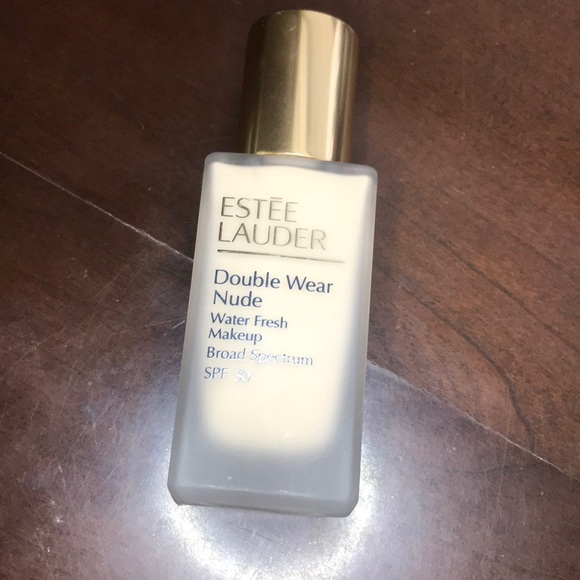 ESTĒE
LAUDER
Double Wear
Nude
Water Fresh
Makeup
Broad Spectrum
SPF